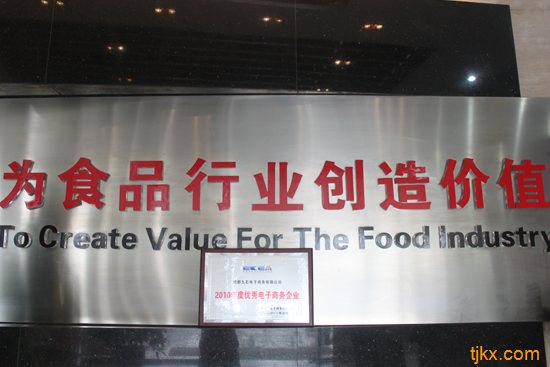 为食品行业创造价值
To Create Value For The Food Industry
2010年度优秀电子商务企业
tjkx.com